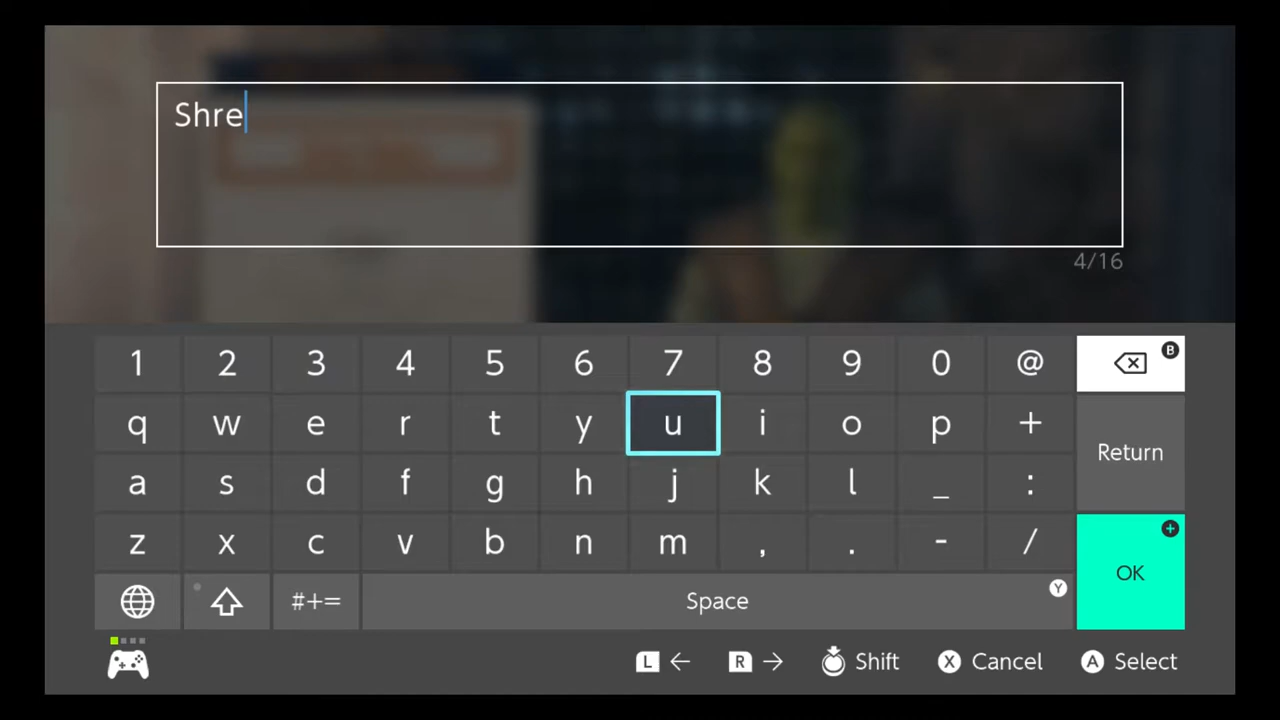 Shre
4/16
1 2 3 4 5 6 7 8 9 0 @ B
q w e r t y u i o p + Return
a s d f g h j k l _ :
z x c v b n m , . - / OK +
#+= Space Y
L ← R → Shift X Cancel A Select